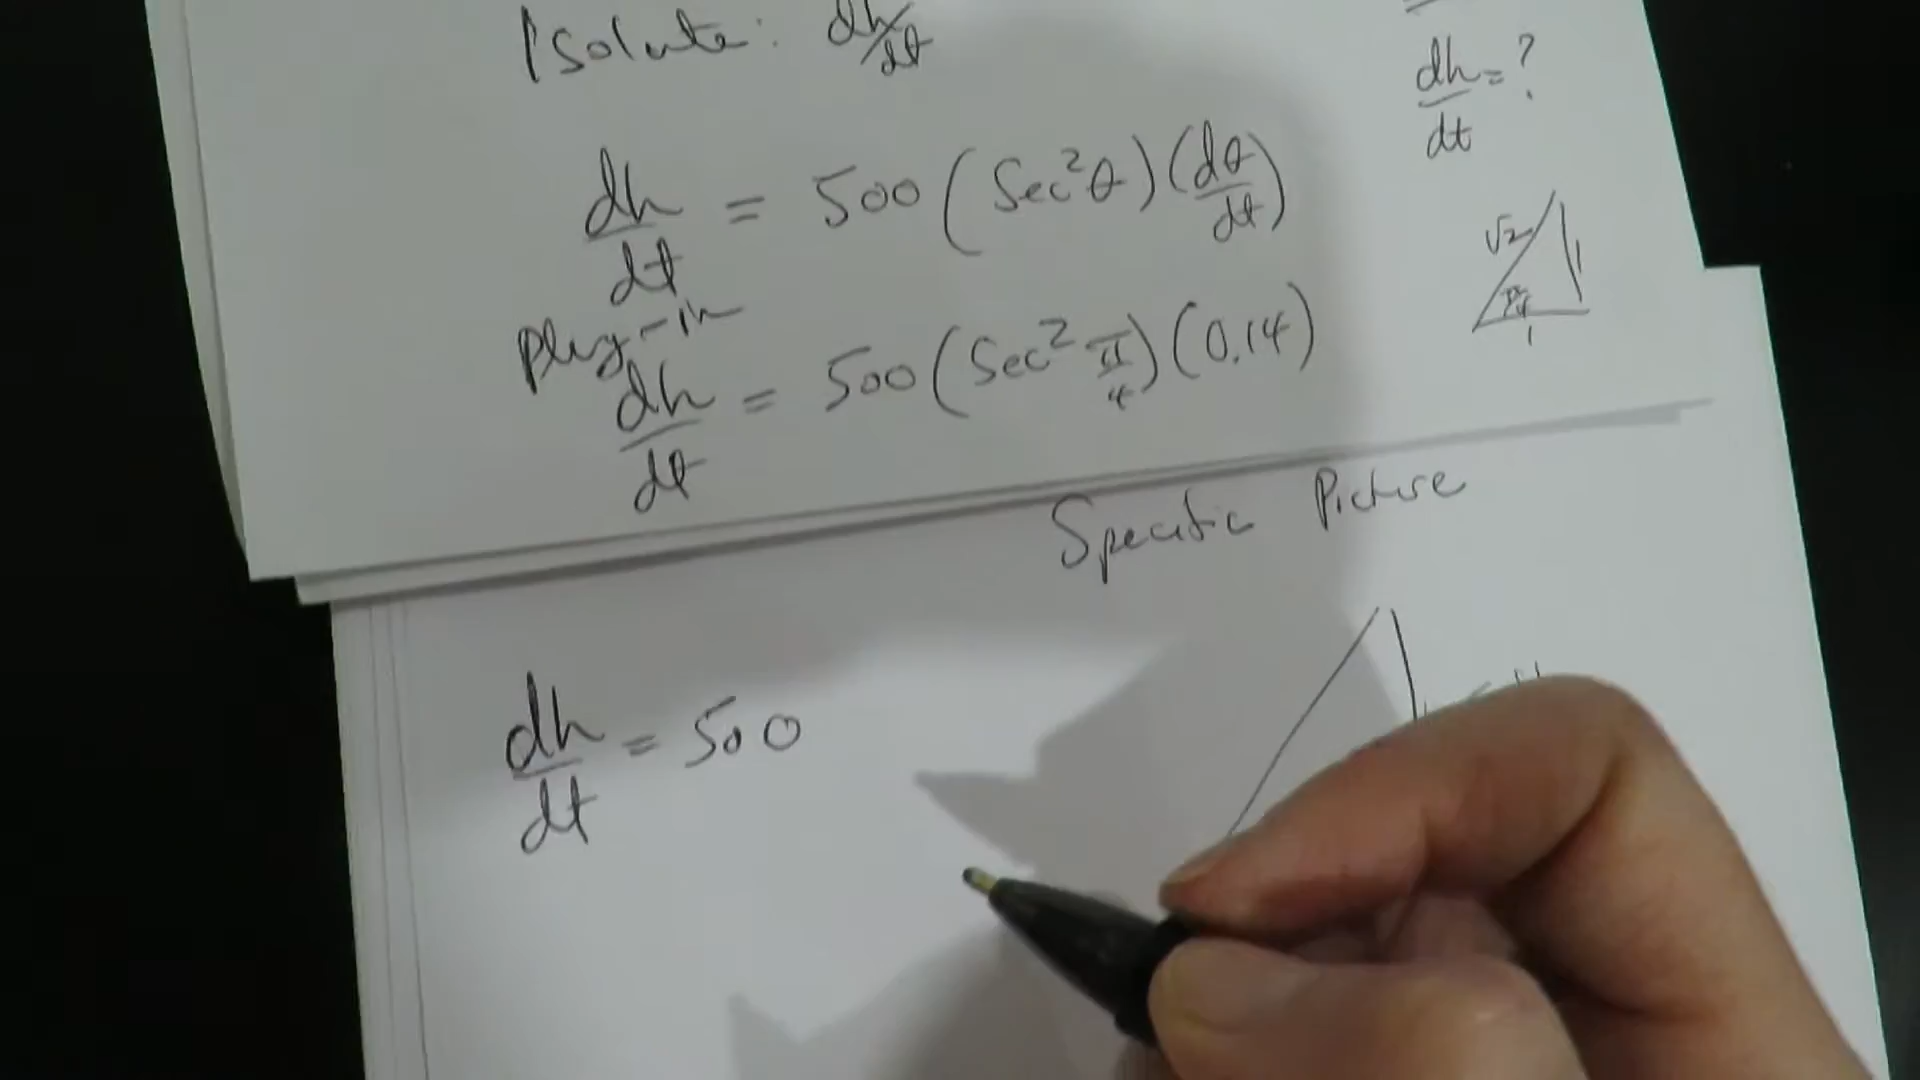 Isolate: dh/dt
dh/dt = ?
dh/dt = 500 (Sec²θ)(dθ/dt)
√2 π/4 1 1
Plug-in
dh/dt = 500 (Sec² π/4)(0.14)
Specific Picture
dh/dt = 500